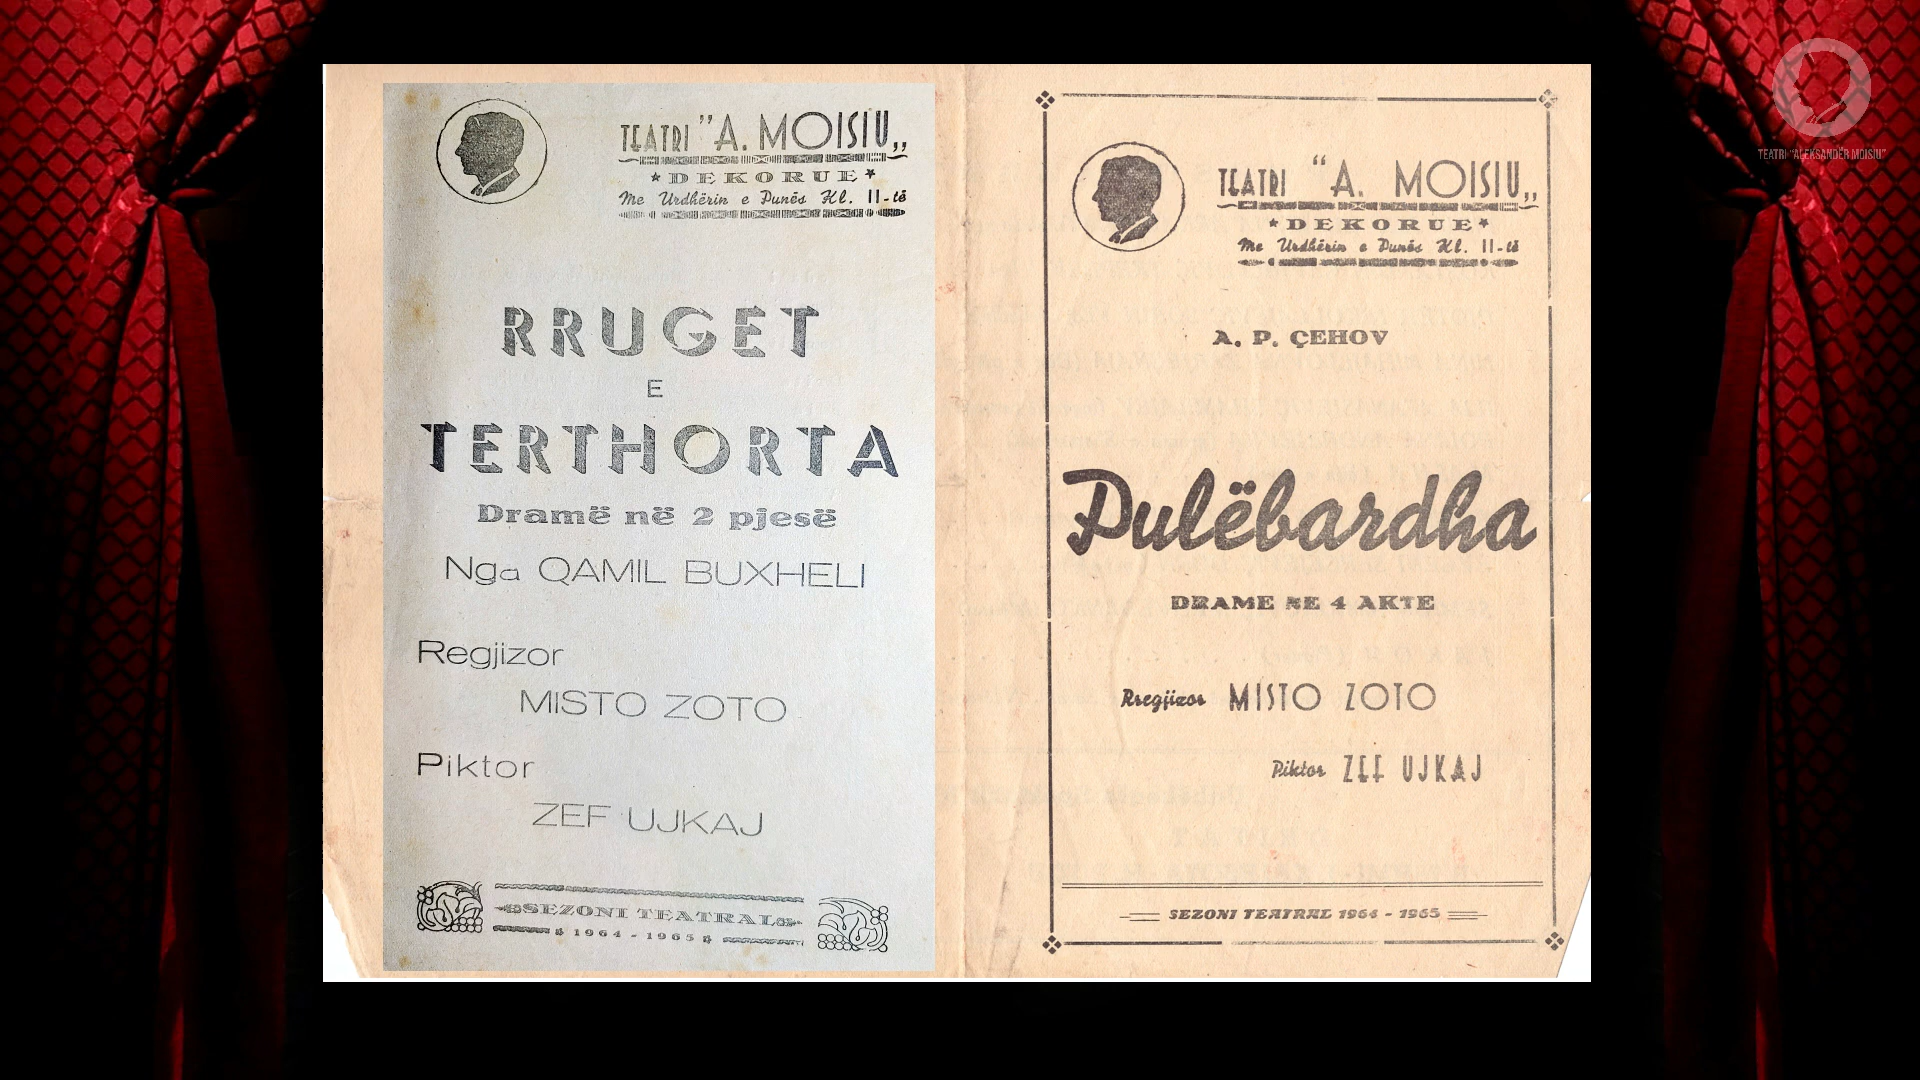 TEATRI "A. MOISIU„
*DEKORUE*
Me Urdhërin e Punës Kl. II-të
RRUGET
E
TERTHORTA
Dramë në 2 pjesë
Nga QAMIL BUXHELI
Regjizor
MISTO ZOTO
Piktor
ZEF UJKAJ
SEZONI TEATRAL
1964 - 1965
TEATRI “A. MOISIU„
*DEKORUE*
Me Urdhërin e Punës Kl. II-të
A. P. ÇEHOV
Pulëbardha
DRAME NE 4 AKTE
Rregjizor MISTO ZOTO
Piktor ZEF UJKAJ
SEZONI TEATRAL 1964 - 1965
TEATRI "ALEKSANDËR MOISIU"